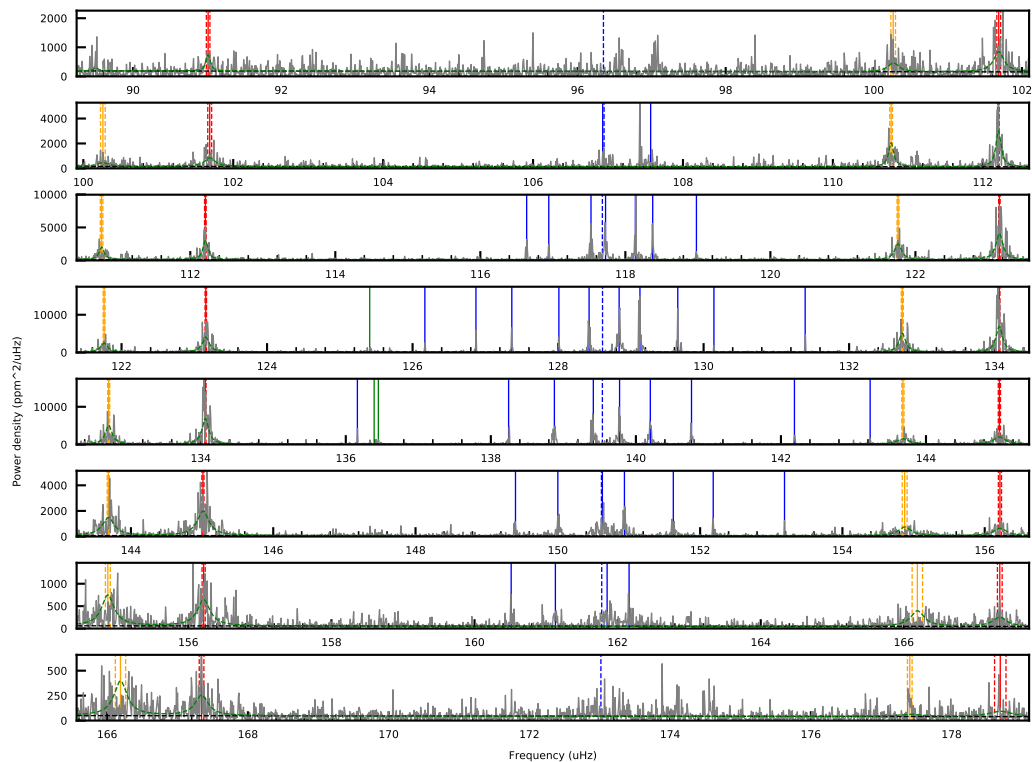 2000
1000
0
90 92 94 96 98 100 102
4000
2000
0
100 102 104 106 108 110 112
10000
5000
0
112 114 116 118 120 122
10000
0
122 124 126 128 130 132 134
10000
0
134 136 138 140 142 144
4000
2000
0
144 146 148 150 152 154 156
1000
500
0
156 158 160 162 164 166
500
250
0
166 168 170 172 174 176 178
Power density (ppm^2/uHz)
Frequency (uHz)